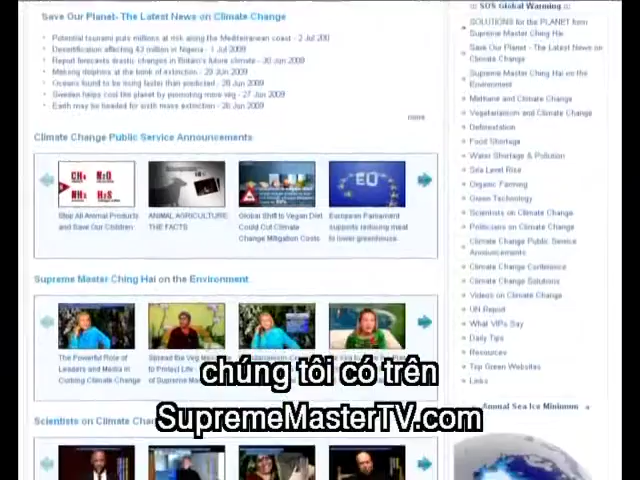 Save Our Planet- The Latest News on Climate Change
Potential tsunami puts millions at risk along the Mediterranean coast - 2 Jul 200
Desertification affecting 42 million in Nigeria - 1 Jul 2009
Report forecasts drastic changes in Britain's future climate - 30 Jun 2009
Making dolphins at the bank of extinction - 29 Jun 2009
Oceans found to be rising faster than predicted - 28 Jun 2009
Sweden helps cool the planet by promoting more veg - 27 Jun 2009
Earth may be headed for sixth mass extinction - 26 Jun 2009
more
Climate Change Public Service Announcements
CH4 N2O
NH3 H2S
EU
Stop All Animal Products
and Save Our Children
ANIMAL AGRICULTURE
THE FACTS
Global Shift to Vegan Diet
Could Cut Climate
Change Mitigation Costs
European Parliament
supports reducing meat
to lower greenhouse
Supreme Master Ching Hai on the Environment
The Powerful Role of
Leaders and Media in
Curbing Climate Change
Spread the Veg
to Protect Life
chúng tôi có trên
SupremeMasterTV.com
Scientists on Climate
::: SOS Global Warming :::
SOLUTIONS for the PLANET from
Supreme Master Ching Hai
Save Our Planet - The Latest News on
Climate Change
Supreme Master Ching Hai on the
Environment
Methane and Climate Change
Vegetarianism and Climate Change
Deforestation
Food Shortage
Water Shortage & Pollution
Sea Level Rise
Organic Farming
Green Technology
Scientists on Climate Change
Politicians on Climate Change
Climate Change Public Service
Announcements
Climate Change Conference
Climate Change Solutions
Videos on Climate Change
UN Report
What VIPs Say
Daily Tips
Resources
Top Green Websites
Links
Annual Sea Ice Minimum